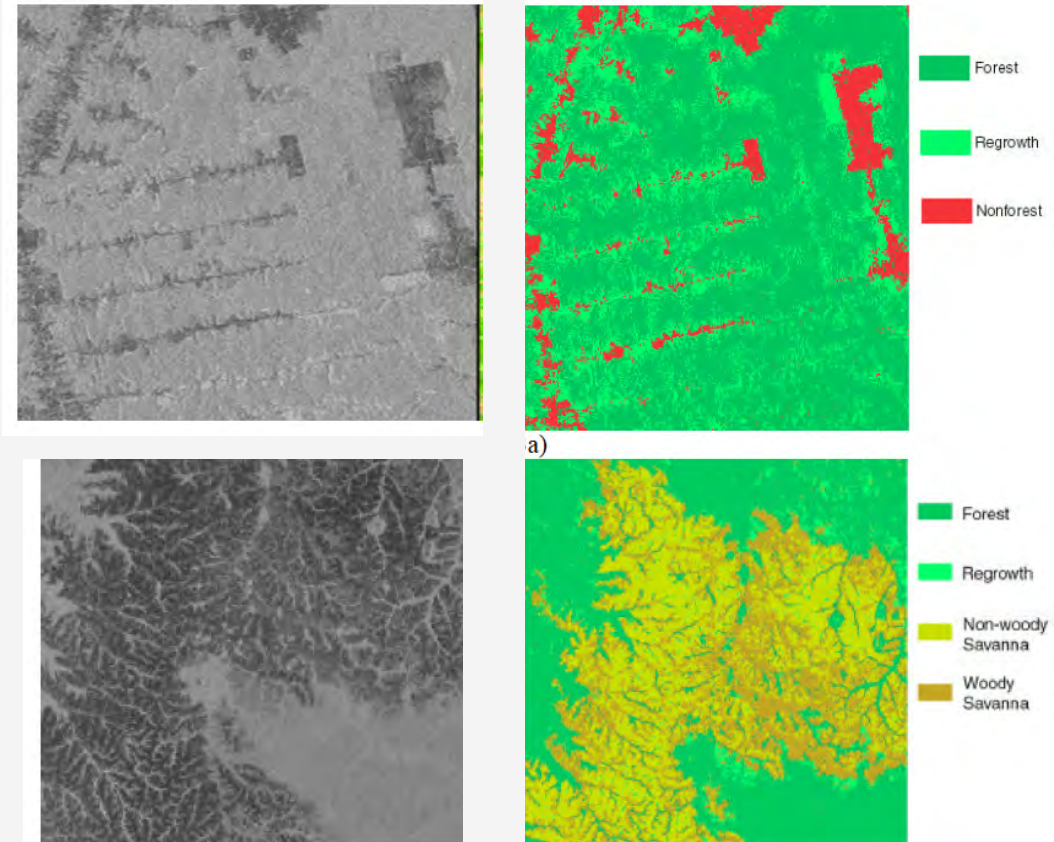 Forest
Regrowth
Nonforest
a)
Forest
Regrowth
Non-woody
Savanna
Woody
Savanna